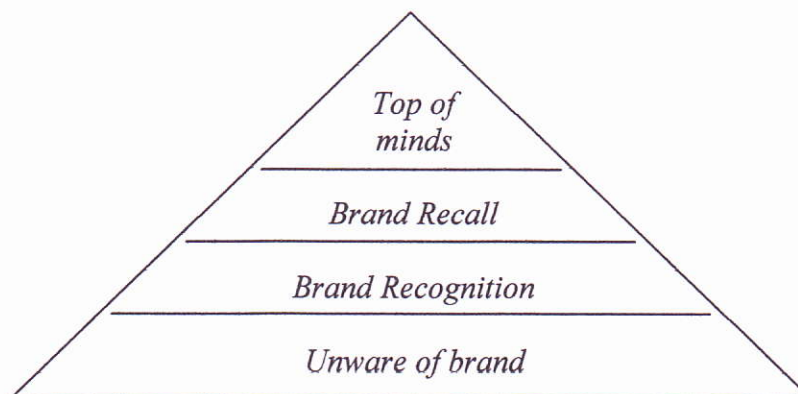 Top of
minds
Brand Recall
Brand Recognition
Unware of brand